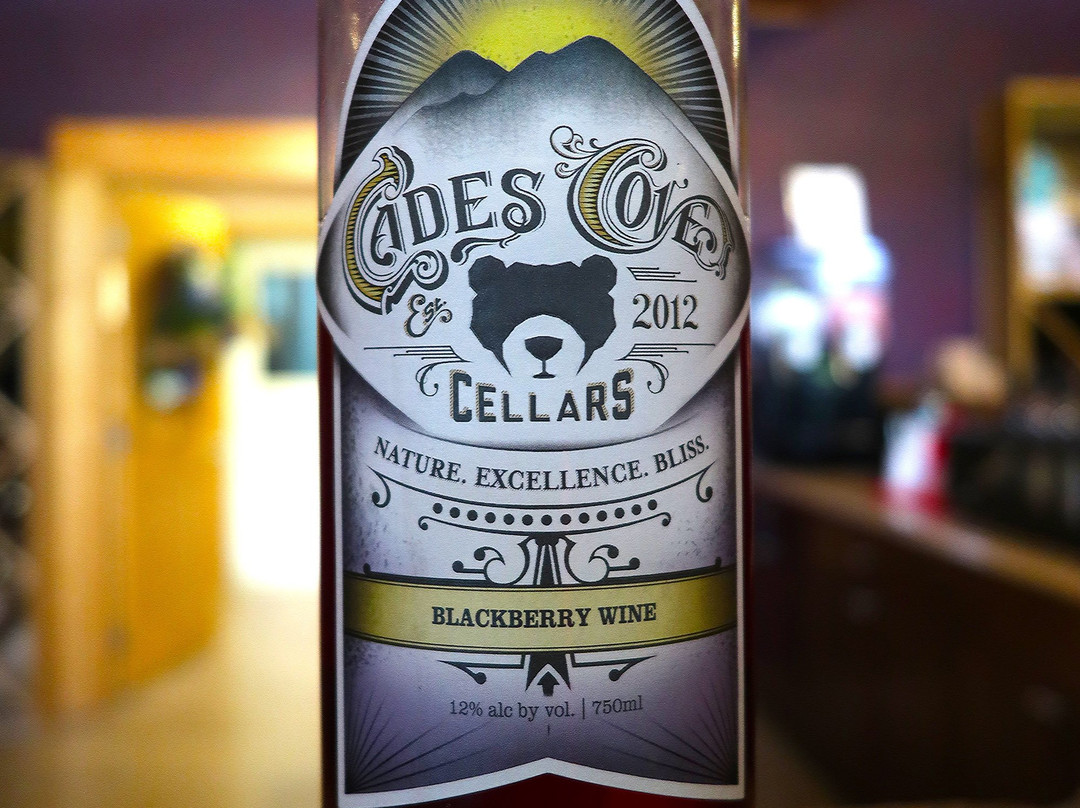 CADES COVE
Est. 2012
CELLARS
NATURE. EXCELLENCE. BLISS.
BLACKBERRY WINE
12% alc by vol. | 750ml